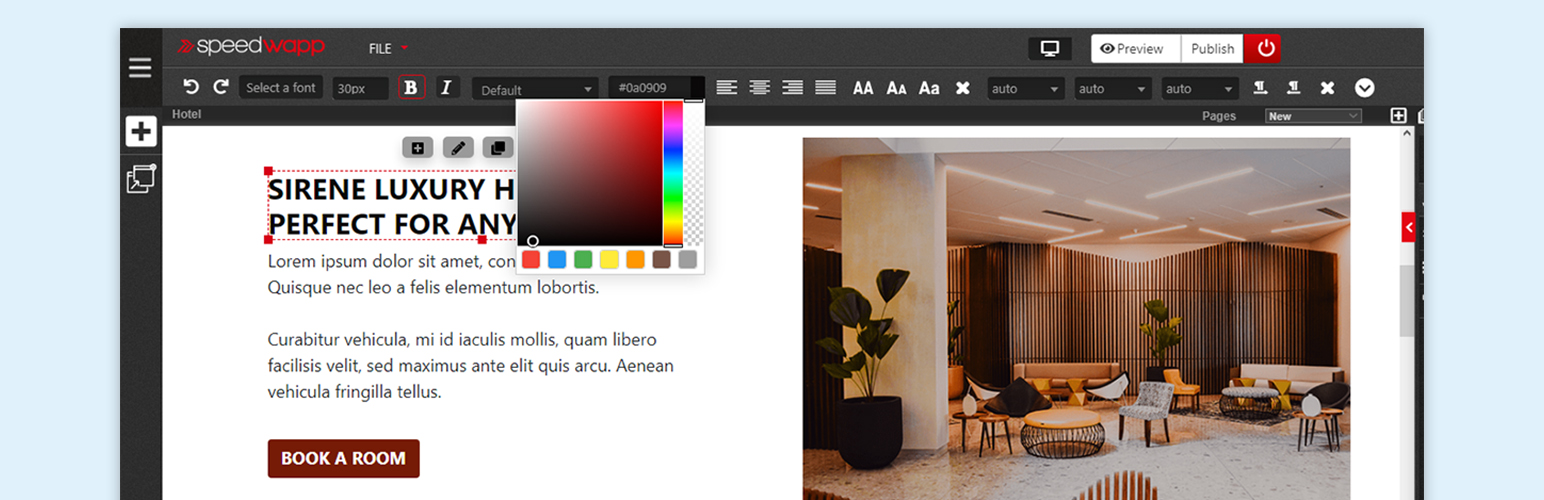 speedwapp FILE Preview Publish
Select a font 30px B I Default #0a0909 AA AA Aa auto auto auto
Hotel Pages New
SIRENE LUXURY H
PERFECT FOR ANY
Lorem ipsum dolor sit amet, con
Quisque nec leo a felis elementum lobortis.
Curabitur vehicula, mi id iaculis mollis, quam libero
facilisis velit, sed maximus ante elit quis arcu. Aenean
vehicula fringilla tellus.
BOOK A ROOM